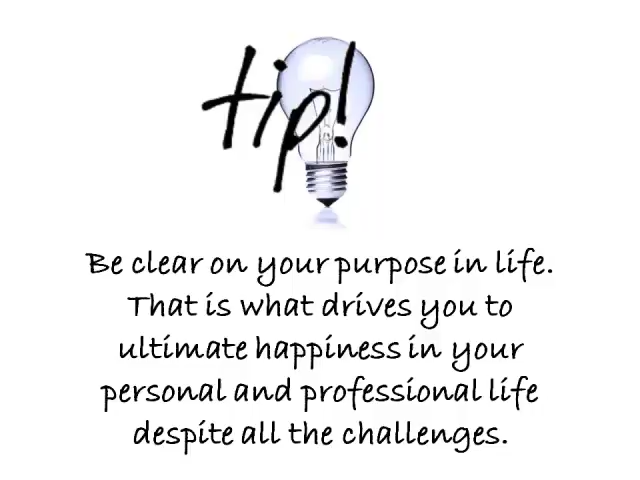 tip!
Be clear on your purpose in life.
That is what drives you to
ultimate happiness in your
personal and professional life
despite all the challenges.